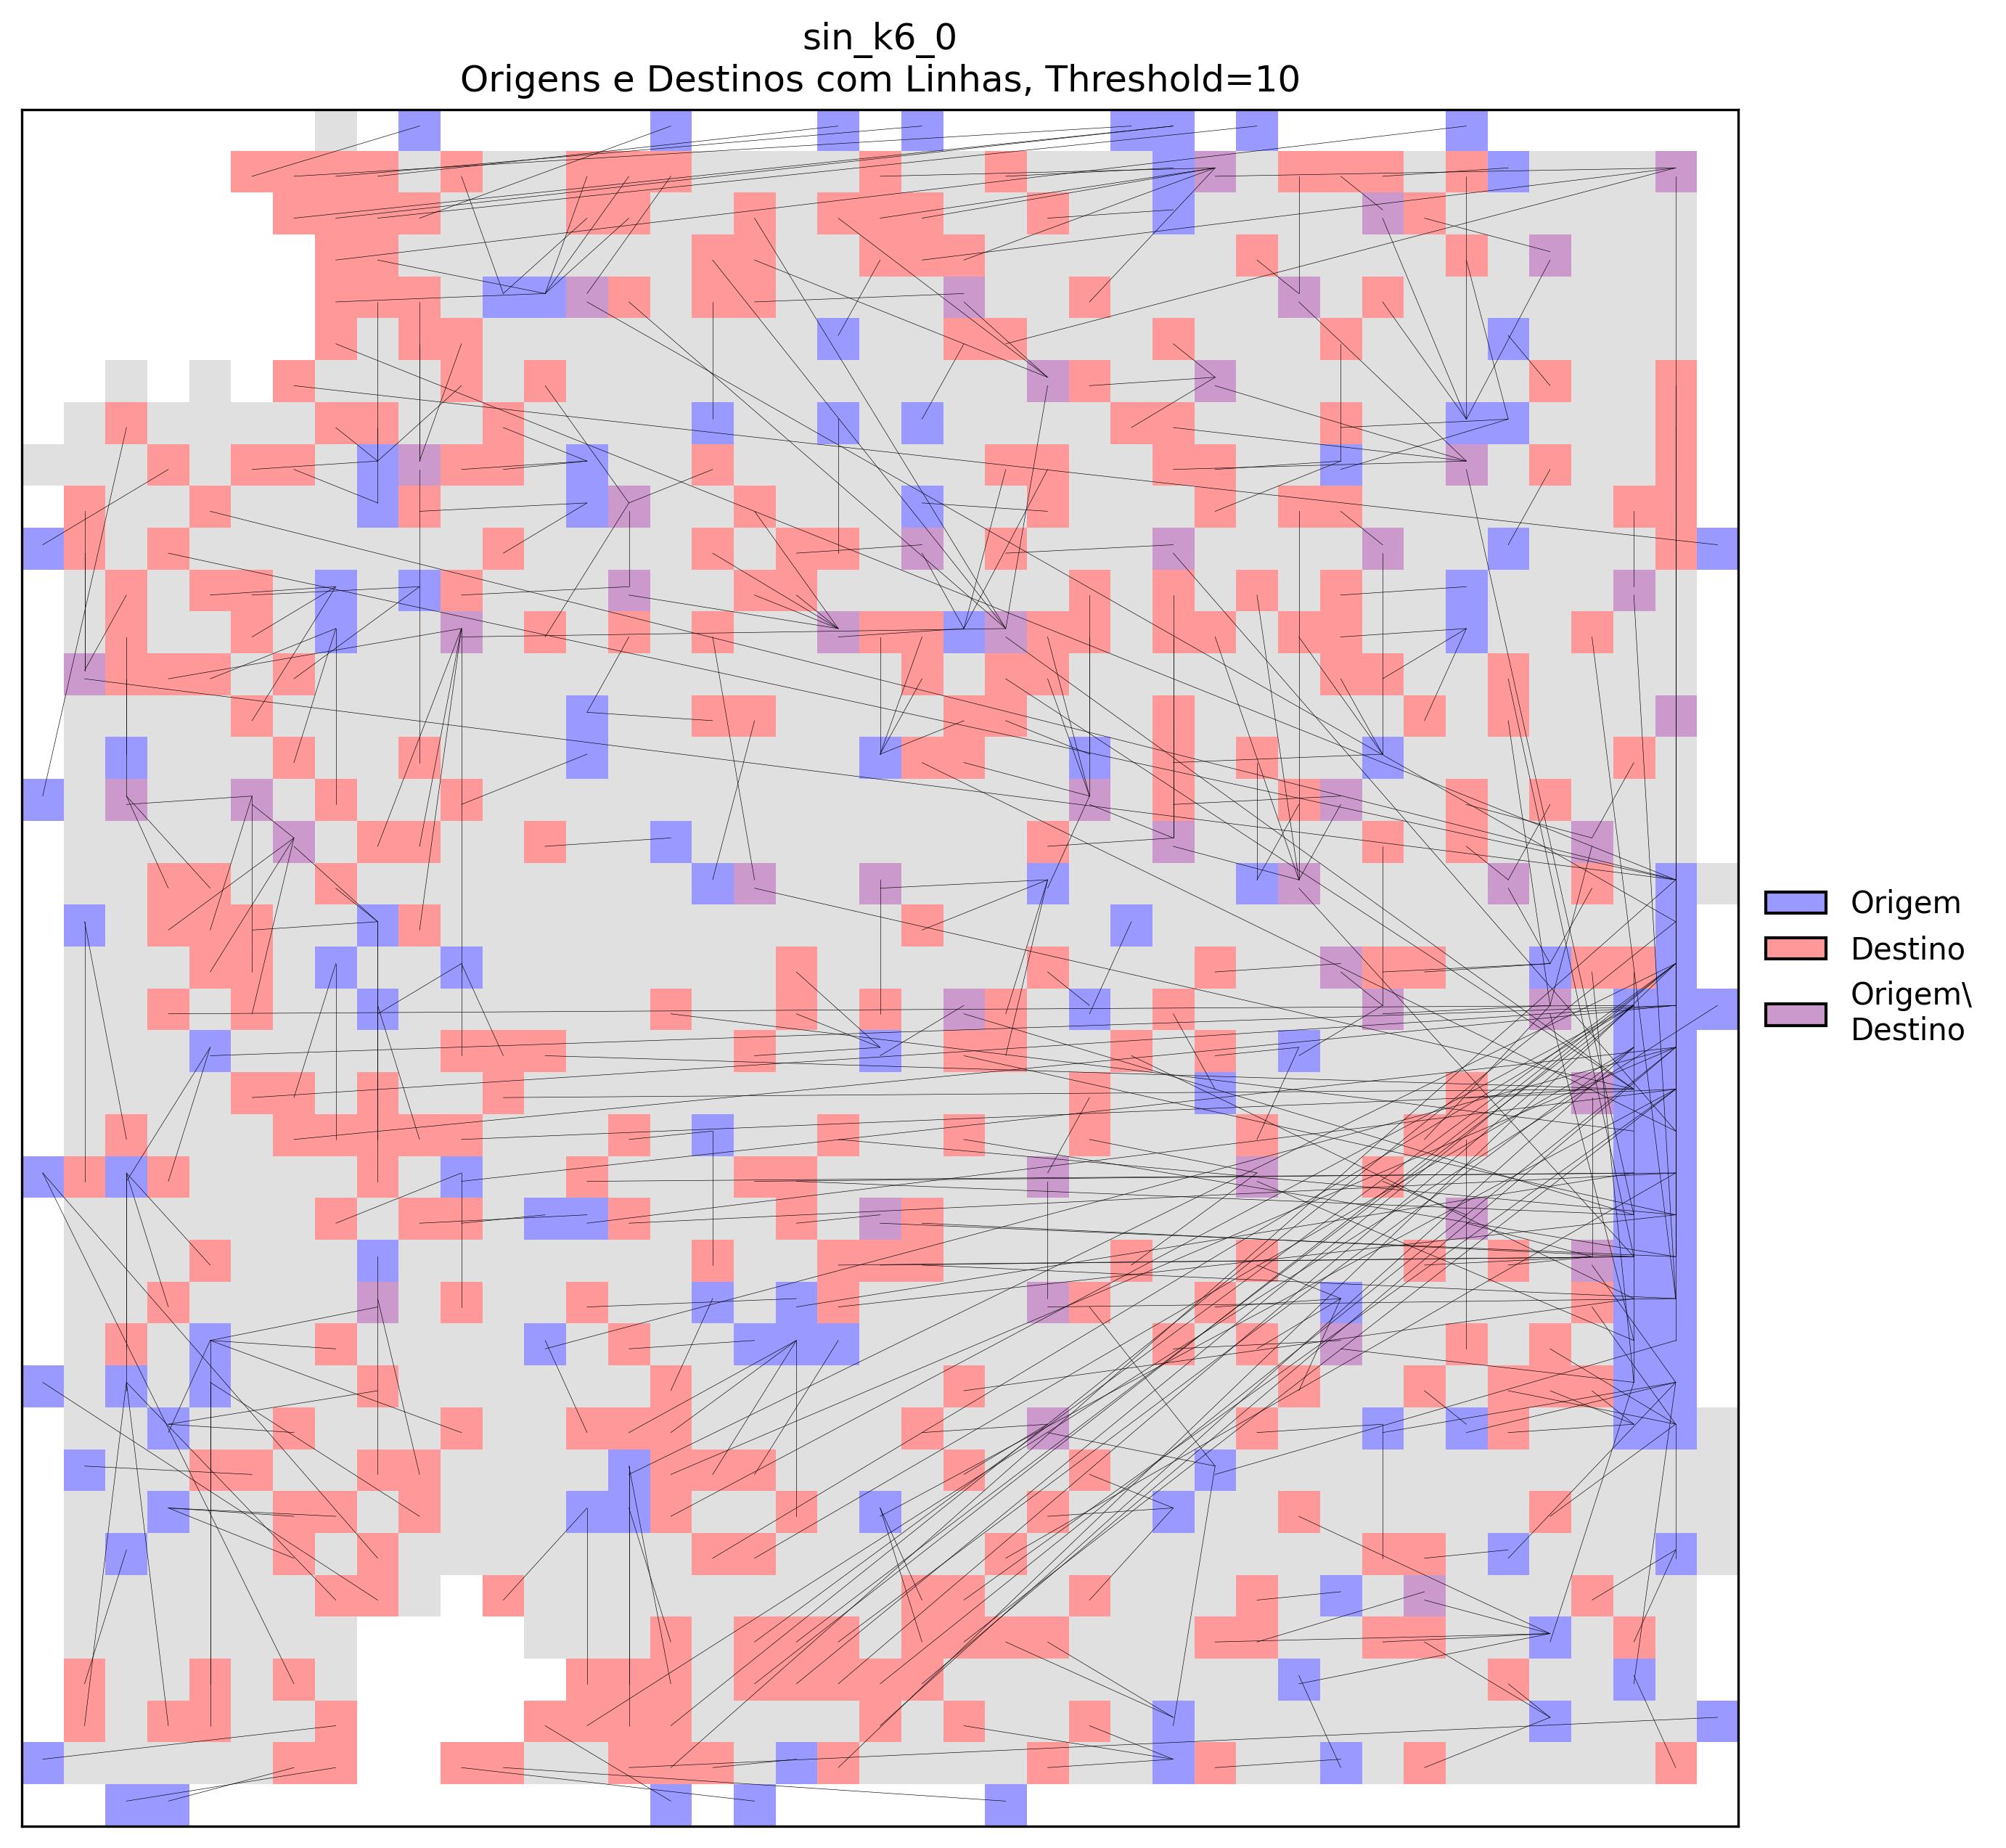 sin_k6_0
Origens e Destinos com Linhas, Threshold=10
Origem
Destino
Origem\
Destino